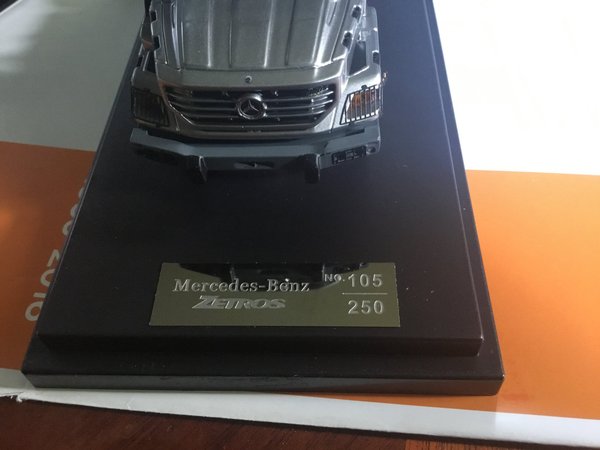 Mercedes-Benz
ZETROS
NO. 105
250